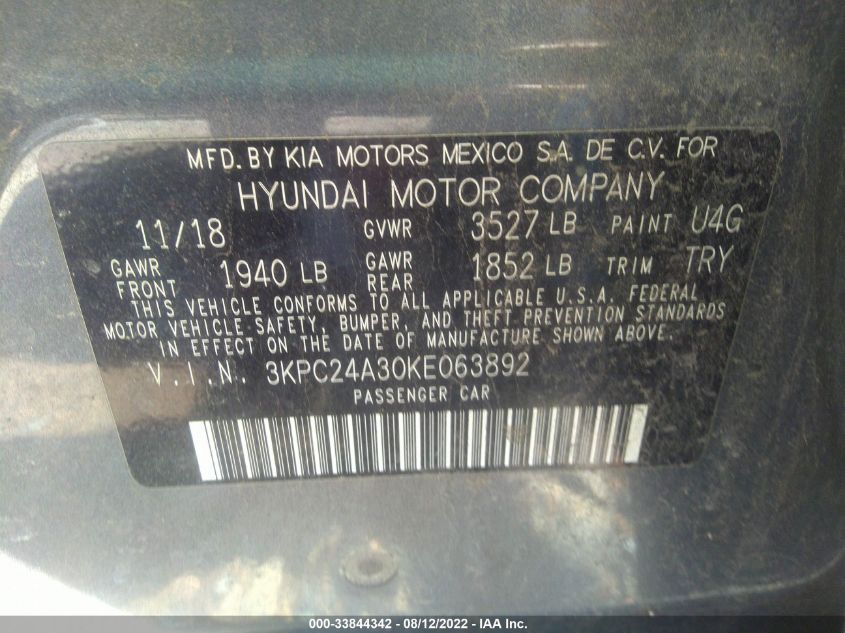 MFD. BY KIA MOTORS MEXICO S.A. DE C.V. FOR
HYUNDAI MOTOR COMPANY
11/18 GVWR 3527 LB PAINT U4G
GAWR FRONT 1940 LB GAWR REAR 1852 LB TRIM TRY
THIS VEHICLE CONFORMS TO ALL APPLICABLE U.S.A. FEDERAL
MOTOR VEHICLE SAFETY, BUMPER, AND THEFT PREVENTION STANDARDS
IN EFFECT ON THE DATE OF MANUFACTURE SHOWN ABOVE.
V.I.N. 3KPC24A30KE063892
PASSENGER CAR
000-33844342 - 08/12/2022 - IAA Inc.